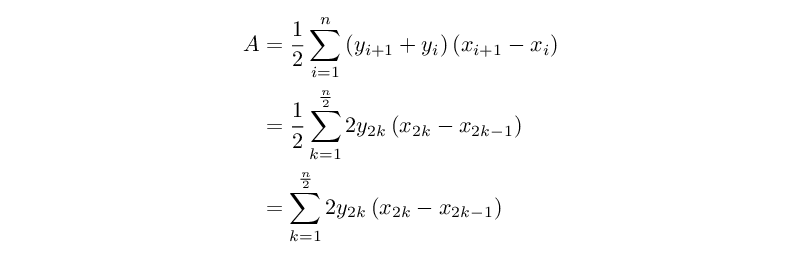 A = \frac{1}{2} \sum_{i=1}^{n} (y_{i+1} + y_i) (x_{i+1} - x_i)
= \frac{1}{2} \sum_{k=1}^{\frac{n}{2}} 2y_{2k} (x_{2k} - x_{2k-1})
= \sum_{k=1}^{\frac{n}{2}} 2y_{2k} (x_{2k} - x_{2k-1})